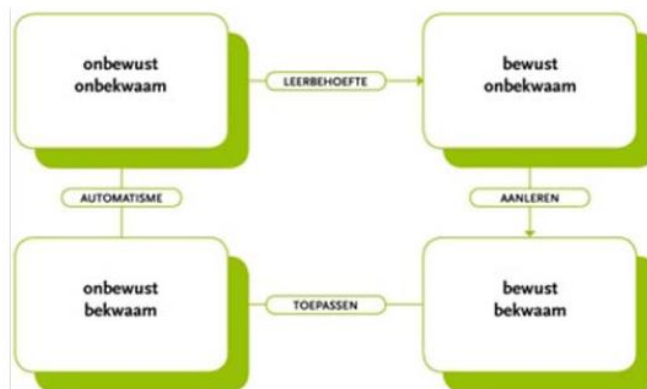 onbewust
onbekwaam
LEERBEHOEFTE
bewust
onbekwaam
AUTOMATISME
AANLEREN
onbewust
bekwaam
TOEPASSEN
bewust
bekwaam